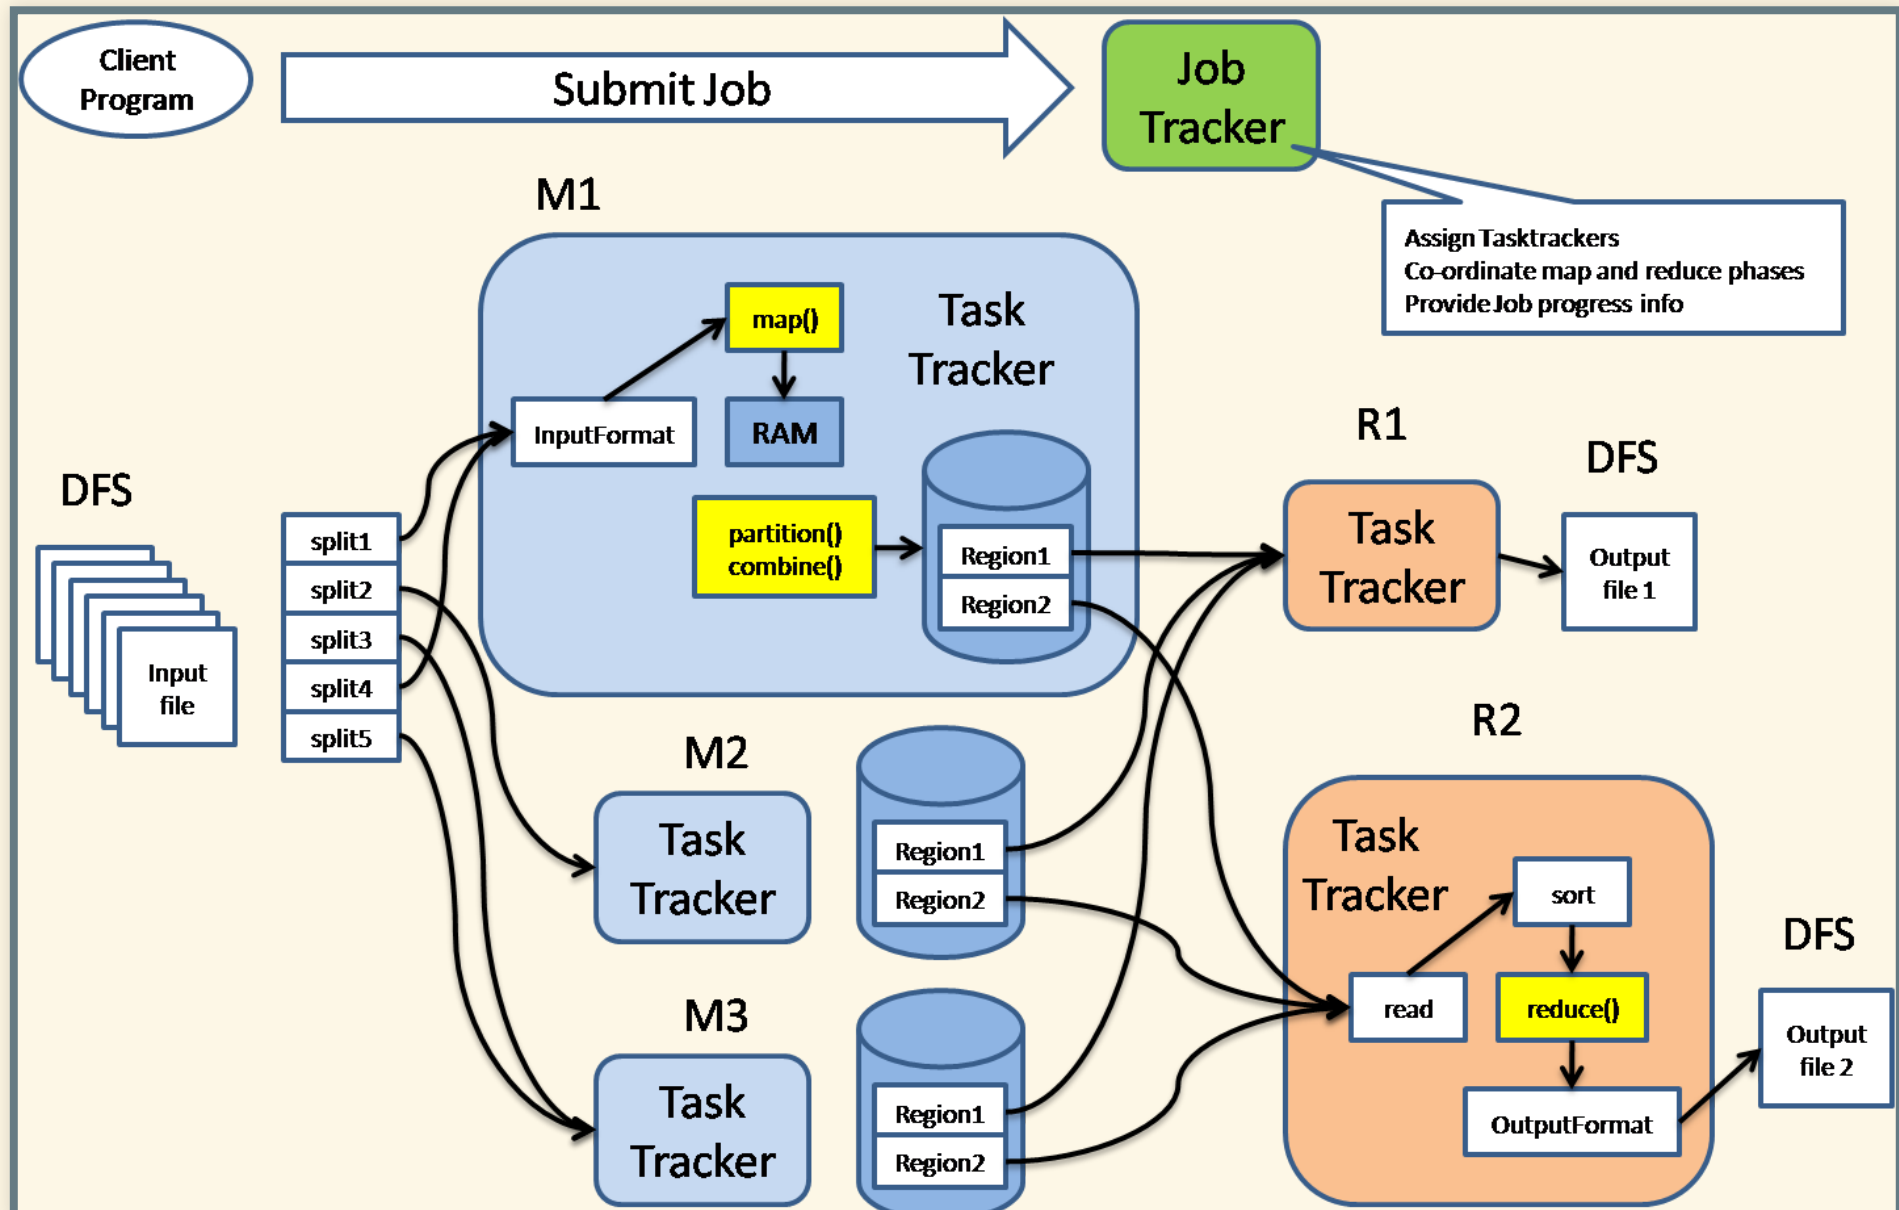 Client
Program
Submit Job
Job
Tracker
Assign Tasktrackers
Co-ordinate map and reduce phases
Provide Job progress info
M1
Task
Tracker
map()
InputFormat
RAM
partition()
combine()
Region1
Region2
DFS
Input
file
split1
split2
split3
split4
split5
M2
Task
Tracker
Region1
Region2
M3
Task
Tracker
Region1
Region2
R1
Task
Tracker
DFS
Output
file 1
R2
Task
Tracker
sort
read
reduce()
OutputFormat
DFS
Output
file 2